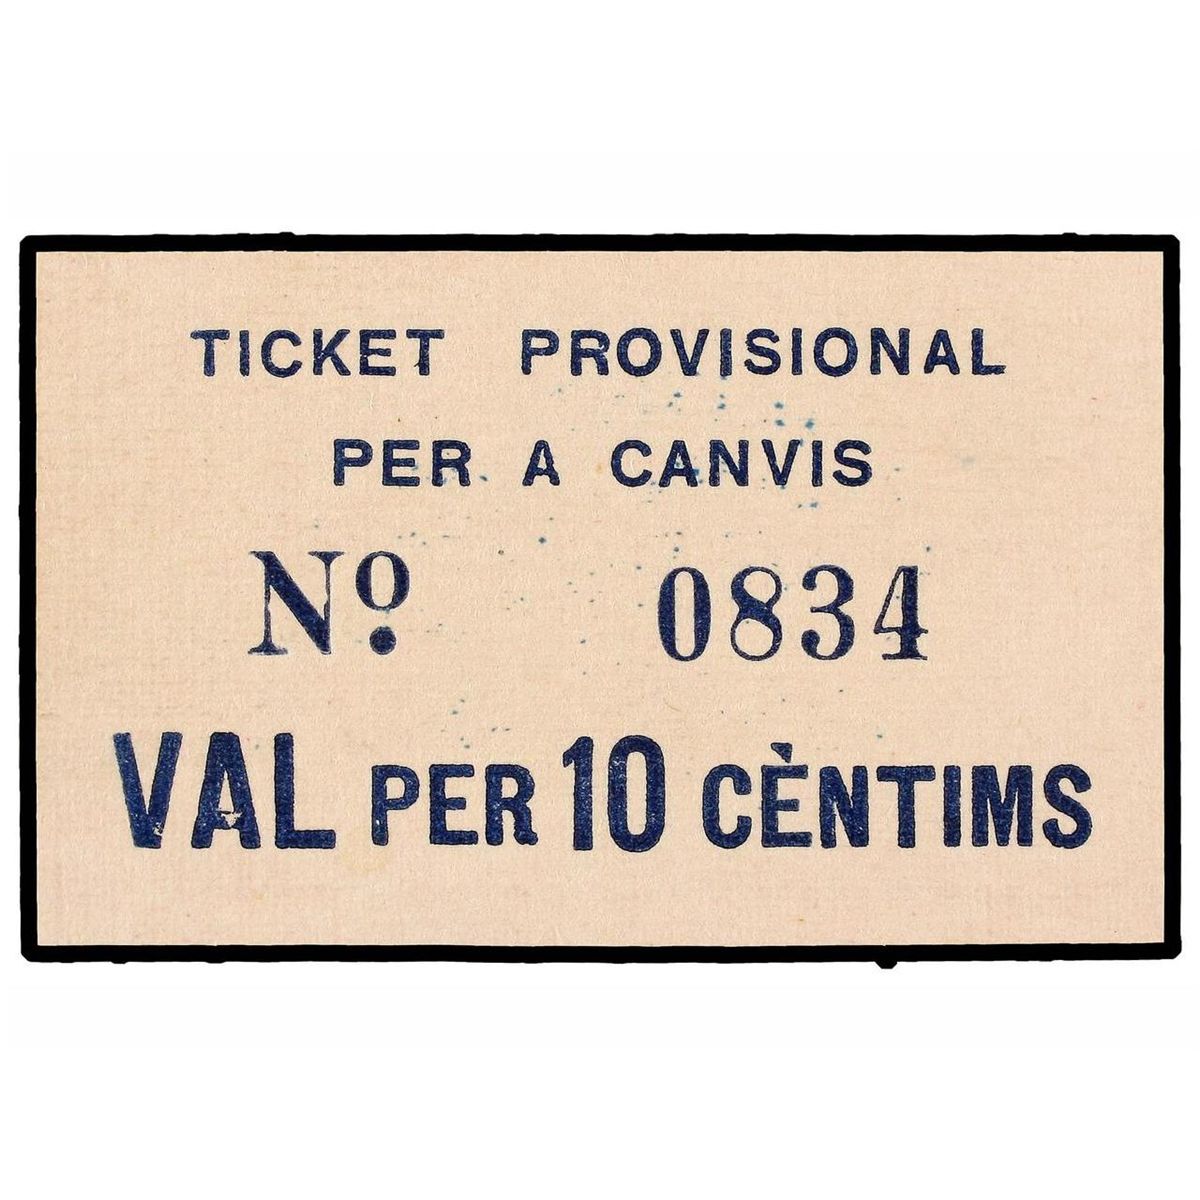 TICKET PROVISIONAL
PER A CANVIS
Nº 0834
VAL PER 10 CÈNTIMS